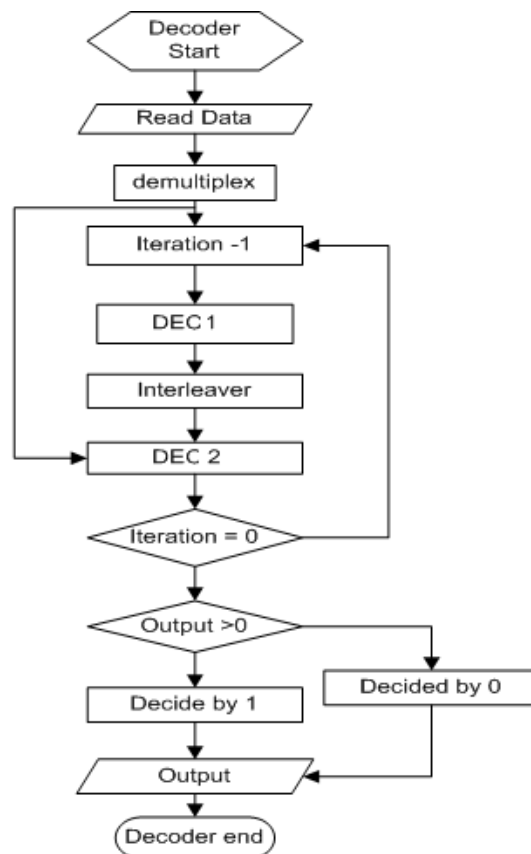 Decoder
Start
Read Data
demultiplex
Iteration -1
DEC 1
Interleaver
DEC 2
Iteration = 0
Output >0
Decided by 0
Decide by 1
Output
Decoder end